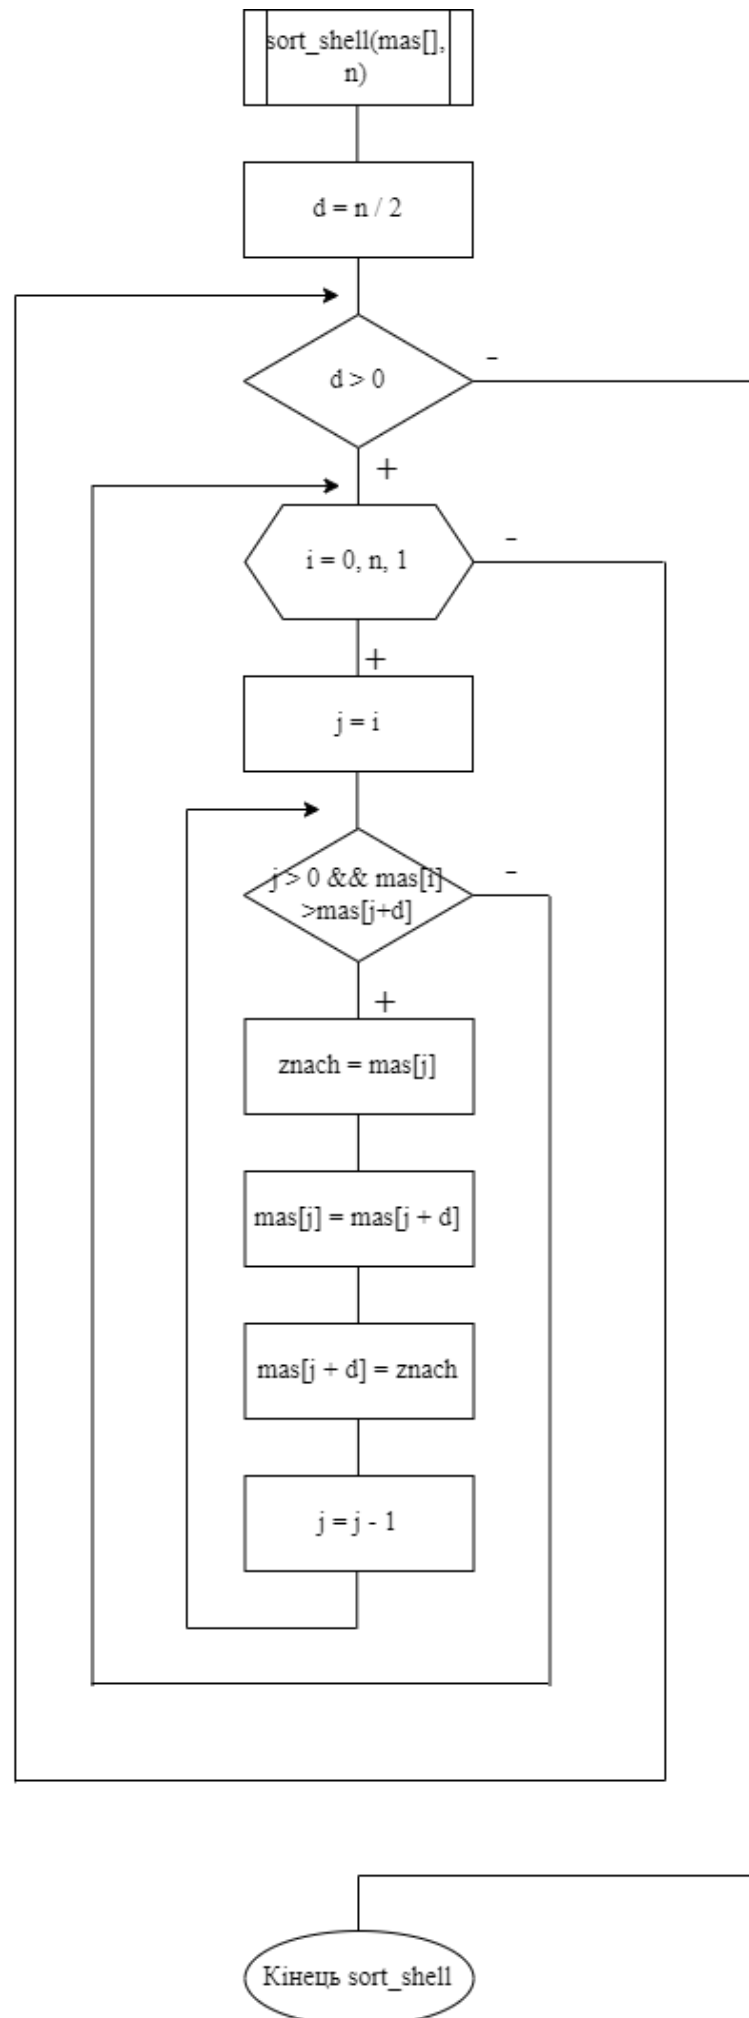 sort_shell(mas[],
n)
d = n / 2
d > 0
-
+
i = 0, n, 1
-
+
j = i
j > 0 && mas[i]
>mas[j+d]
-
+
znach = mas[j]
mas[j] = mas[j + d]
mas[j + d] = znach
j = j - 1
Кінець sort_shell